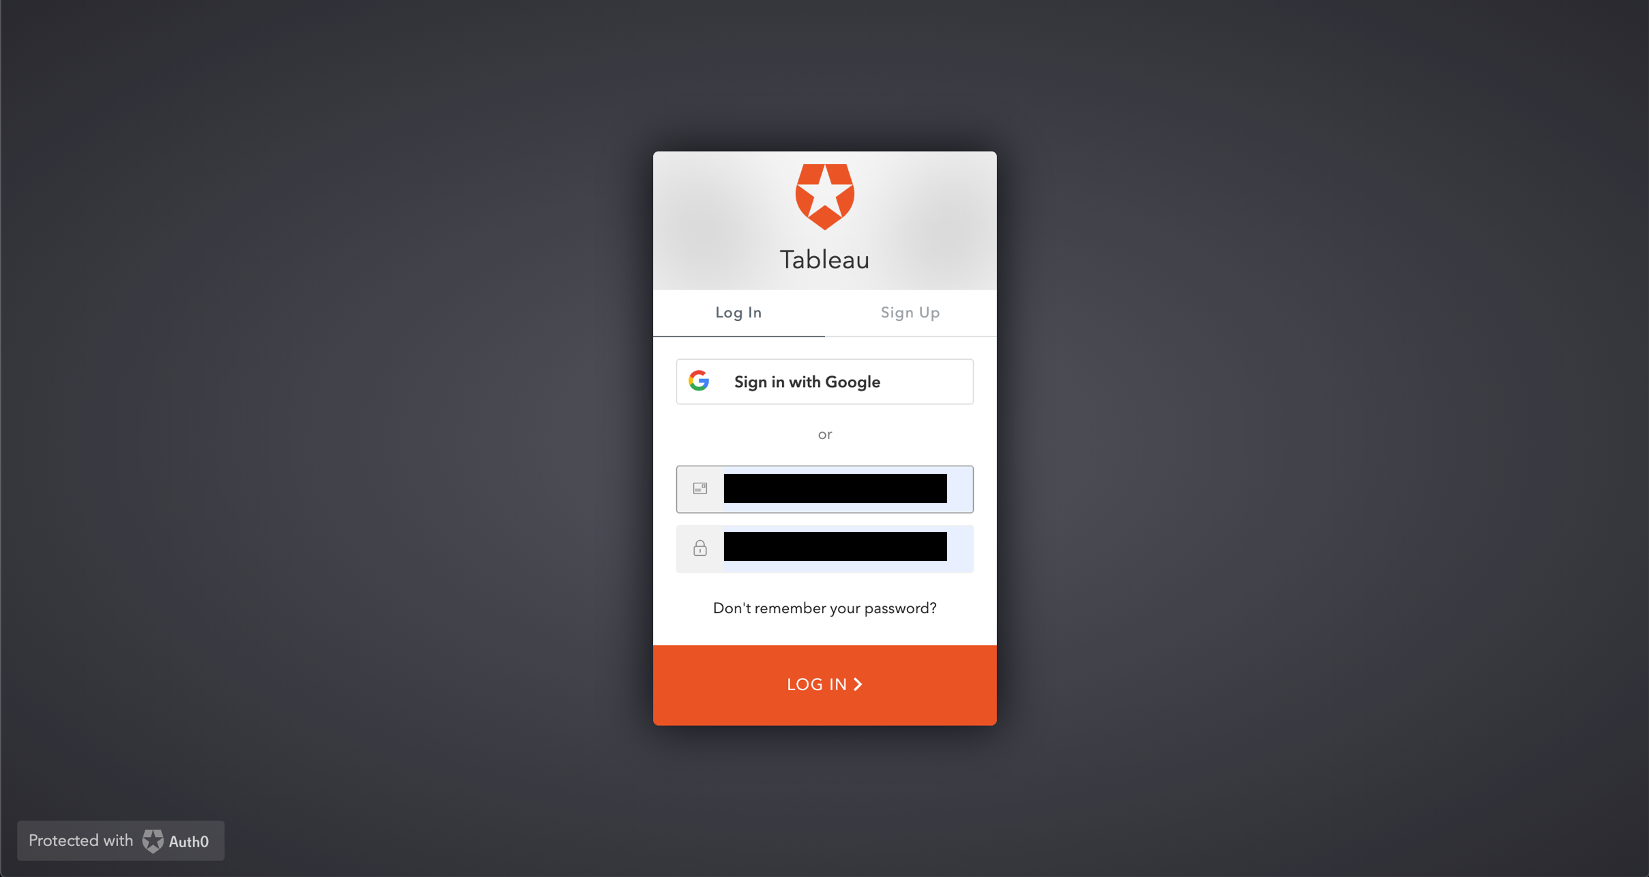 Tableau
Log In Sign Up
Sign in with Google
or
Don't remember your password?
LOG IN
Protected with Auth0